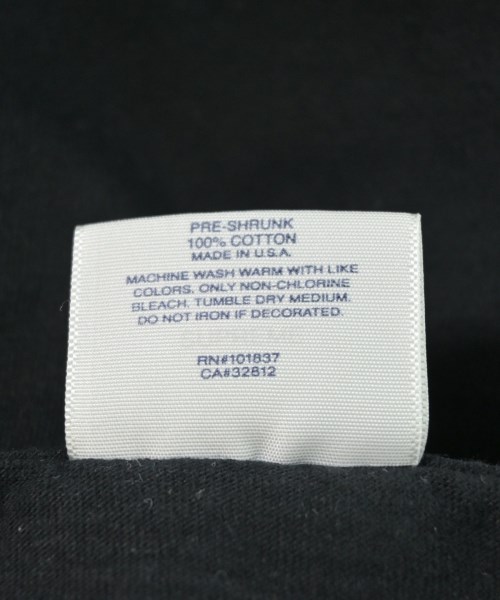 PRE-SHRUNK
100% COTTON
MADE IN U.S.A.
MACHINE WASH WARM WITH LIKE
COLORS, ONLY NON-CHLORINE
BLEACH. TUMBLE DRY MEDIUM.
DO NOT IRON IF DECORATED.
RN#101837
CA#32812